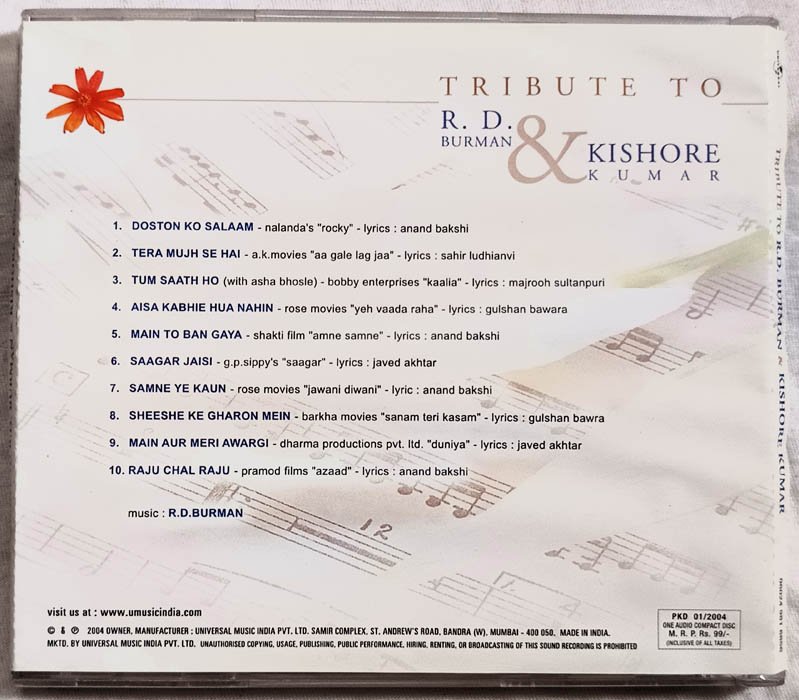 TRIBUTE TO
R. D.
BURMAN
&
KISHORE
KUMAR
1. DOSTON KO SALAAM - nalanda's "rocky" - lyrics : anand bakshi
2. TERA MUJH SE HAI - a.k.movies "aa gale lag jaa" - lyrics : sahir ludhianvi
3. TUM SAATH HO (with asha bhosle) - bobby enterprises "kaalia" - lyrics : majrooh sultanpuri
4. AISA KABHIE HUA NAHIN - rose movies "yeh vaada raha" - lyrics : gulshan bawara
5. MAIN TO BAN GAYA - shakti film "amne samne" - lyrics : anand bakshi
6. SAAGAR JAISI - g.p.sippy's "saagar" - lyrics : javed akhtar
7. SAMNE YE KAUN - rose movies "jawani diwani" - lyric : anand bakshi
8. SHEESHE KE GHARON MEIN - barkha movies "sanam teri kasam" - lyrics : gulshan bawra
9. MAIN AUR MERI AWARGI - dharma productions pvt. ltd. "duniya" - lyrics : javed akhtar
10. RAJU CHAL RAJU - pramod films "azaad" - lyrics : anand bakshi
music : R.D.BURMAN
12
visit us at : www.umusicindia.com
© & ℗ 2004 OWNER, MANUFACTURER : UNIVERSAL MUSIC INDIA PVT. LTD. SAMIR COMPLEX, ST. ANDREW'S ROAD, BANDRA (W), MUMBAI - 400 050. MADE IN INDIA.
MKTD. BY UNIVERSAL MUSIC INDIA PVT. LTD. UNAUTHORISED COPYING, USAGE, PUBLISHING, PUBLIC PERFORMANCE, HIRING, RENTING, OR BROADCASTING OF THIS SOUND RECORDING IS PROHIBITED
PKD 01/2004
ONE AUDIO COMPACT DISC
M. R. P. Rs. 99/-
(INCLUSIVE OF ALL TAXES)
TRIBUTE TO R.D. BURMAN & KISHORE KUMAR